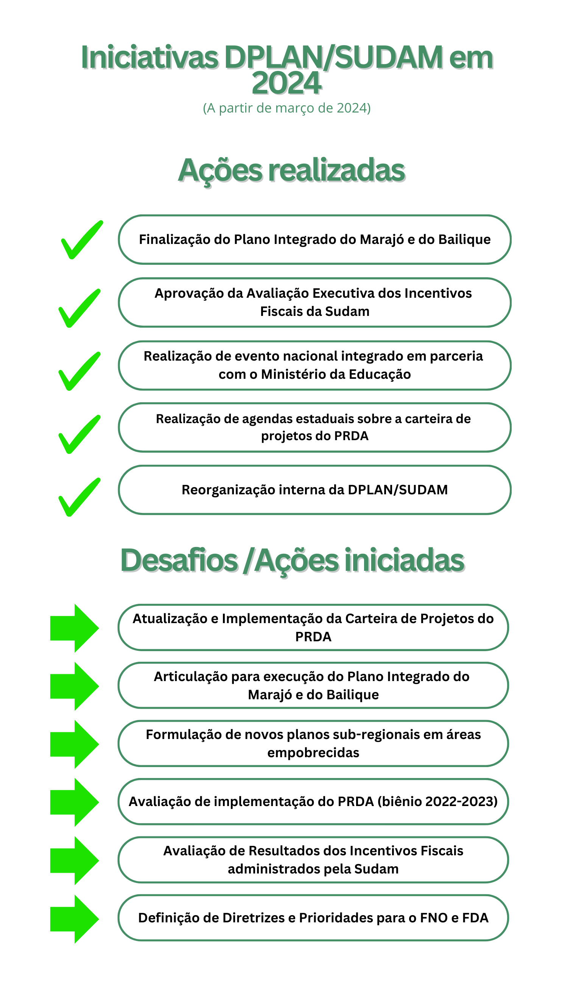 Iniciativas DPLAN/SUDAM em
2024
(A partir de março de 2024)
Ações realizadas
Finalização do Plano Integrado do Marajó e do Bailique
Aprovação da Avaliação Executiva dos Incentivos
Fiscais da Sudam
Realização de evento nacional integrado em parceria
com o Ministério da Educação
Realização de agendas estaduais sobre a carteira de
projetos do PRDA
Reorganização interna da DPLAN/SUDAM
Desafios /Ações iniciadas
Atualização e Implementação da Carteira de Projetos do
PRDA
Articulação para execução do Plano Integrado do
Marajó e do Bailique
Formulação de novos planos sub-regionais em áreas
empobrecidas
Avaliação de implementação do PRDA (biênio 2022-2023)
Avaliação de Resultados dos Incentivos Fiscais
administrados pela Sudam
Definição de Diretrizes e Prioridades para o FNO e FDA